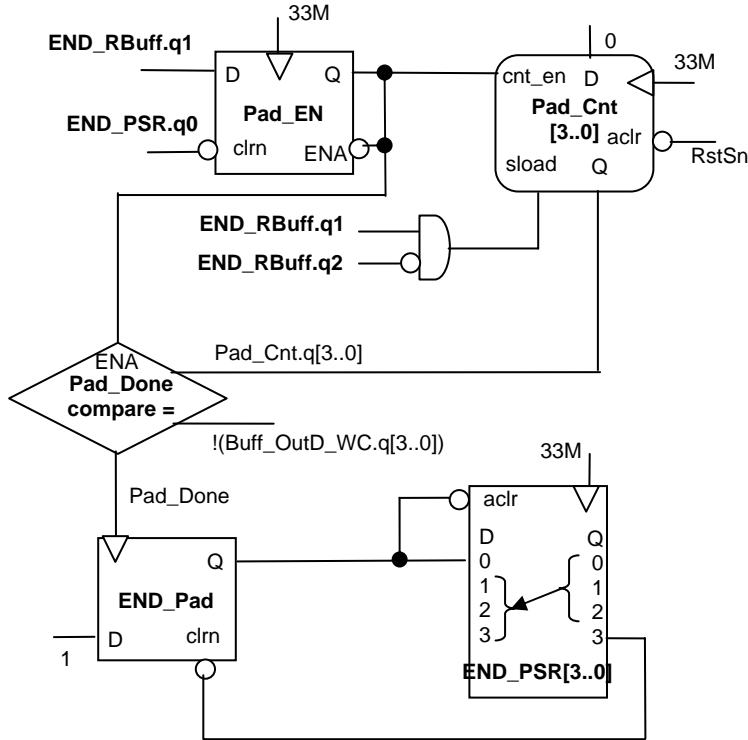 33M
END_RBuff.q1
D
Q
Pad_EN
END_PSR.q0
clrn
ENA
0
33M
cnt_en
D
Pad_Cnt
[3..0]
aclr
RstSn
sload
Q
END_RBuff.q1
END_RBuff.q2
Pad_Cnt.q[3..0]
ENA
Pad_Done
compare =
!(Buff_OutD_WC.q[3..0])
Pad_Done
33M
aclr
Q
END_Pad
D
clrn
1
D
Q
0
0
1
1
2
2
3
3
END_PSR[3..0]